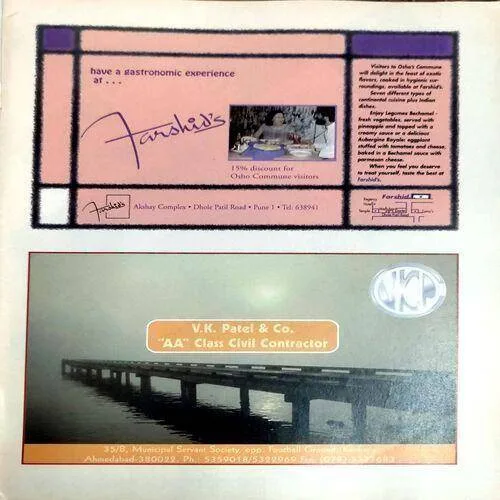 have a gastronomic experience
at . . .
Farshid's
15% discount for
Osho Commune visitors
Visitors to Osho's Commune
will delight in the feast of exotic
flavors, cooked in hygienic sur-
roundings, available at Farshid's.
Seven different types of
continental cuisine plus Indian
dishes.
Enjoy Legumes Bechamel -
fresh vegetables, served with
pineapple and topped with a
creamy sauce or a delicious
Aubergine Royale: eggplant
stuffed with tomatoes and cheese,
baked in a Bechamel sauce with
parmesan cheese.
When you feel you deserve
to treat yourself, taste the best at
Farshid's.
Farshid's
Akshay Complex • Dhole Patil Road • Pune 1 • Tel: 638941
Farshid's
VKP
V.K. Patel & Co.
"AA" Class Civil Contractor
35/B, Municipal Servant Society, opp. Football Ground,
Ahmedabad-380022. Ph.: 5359018/5322969